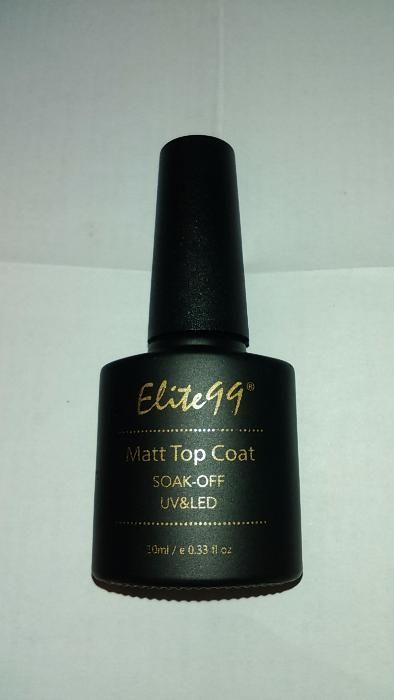 Elite99®
Matt Top Coat
SOAK-OFF
UV&LED
10ml / e 0.33 fl oz